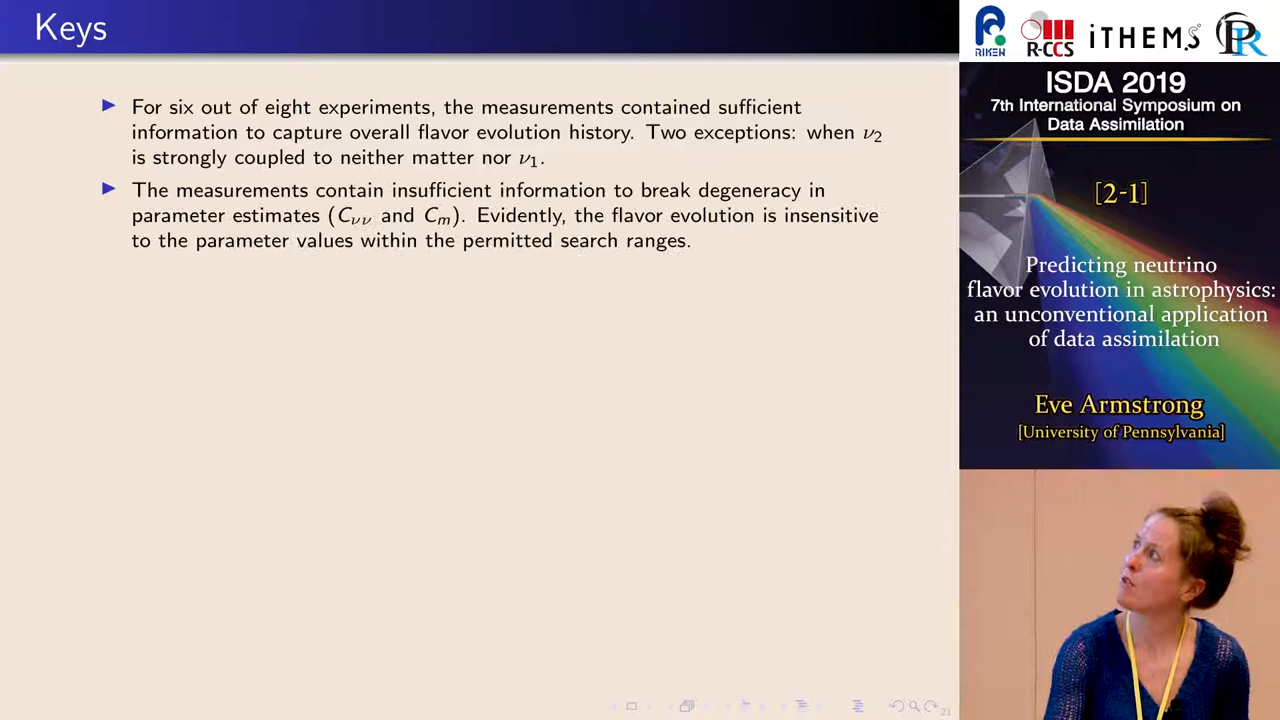 Keys
► For six out of eight experiments, the measurements contained sufficient
information to capture overall flavor evolution history. Two exceptions: when ν₂
is strongly coupled to neither matter nor ν₁.
► The measurements contain insufficient information to break degeneracy in
parameter estimates (Cνν and Cm). Evidently, the flavor evolution is insensitive
to the parameter values within the permitted search ranges.
21
RIKEN
R-CCS
iTHEMS
R
ISDA 2019
7th International Symposium on
Data Assimilation
[2-1]
Predicting neutrino
flavor evolution in astrophysics:
an unconventional application
of data assimilation
Eve Armstrong
[University of Pennsylvania]